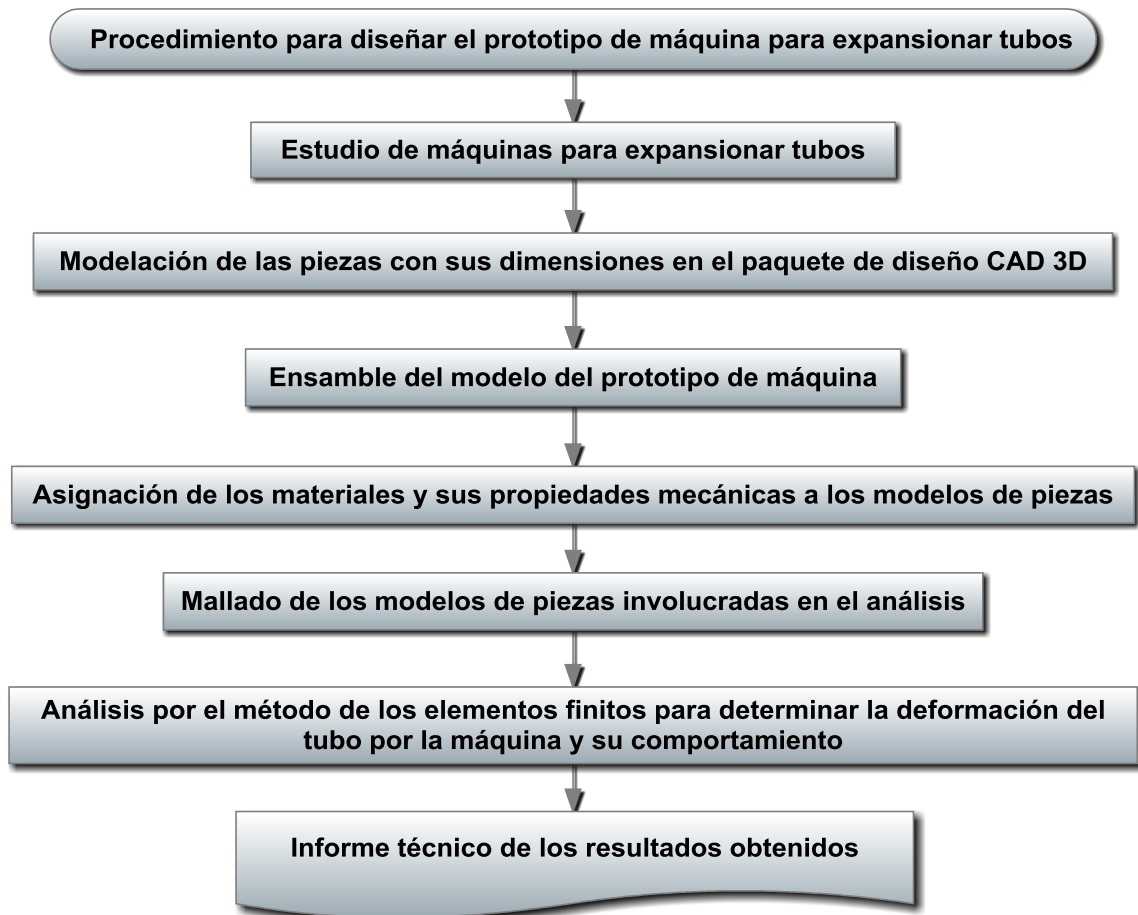 Procedimiento para diseñar el prototipo de máquina para expansionar tubos
Estudio de máquinas para expansionar tubos
Modelación de las piezas con sus dimensiones en el paquete de diseño CAD 3D
Ensamble del modelo del prototipo de máquina
Asignación de los materiales y sus propiedades mecánicas a los modelos de piezas
Mallado de los modelos de piezas involucradas en el análisis
Análisis por el método de los elementos finitos para determinar la deformación del
tubo por la máquina y su comportamiento
Informe técnico de los resultados obtenidos